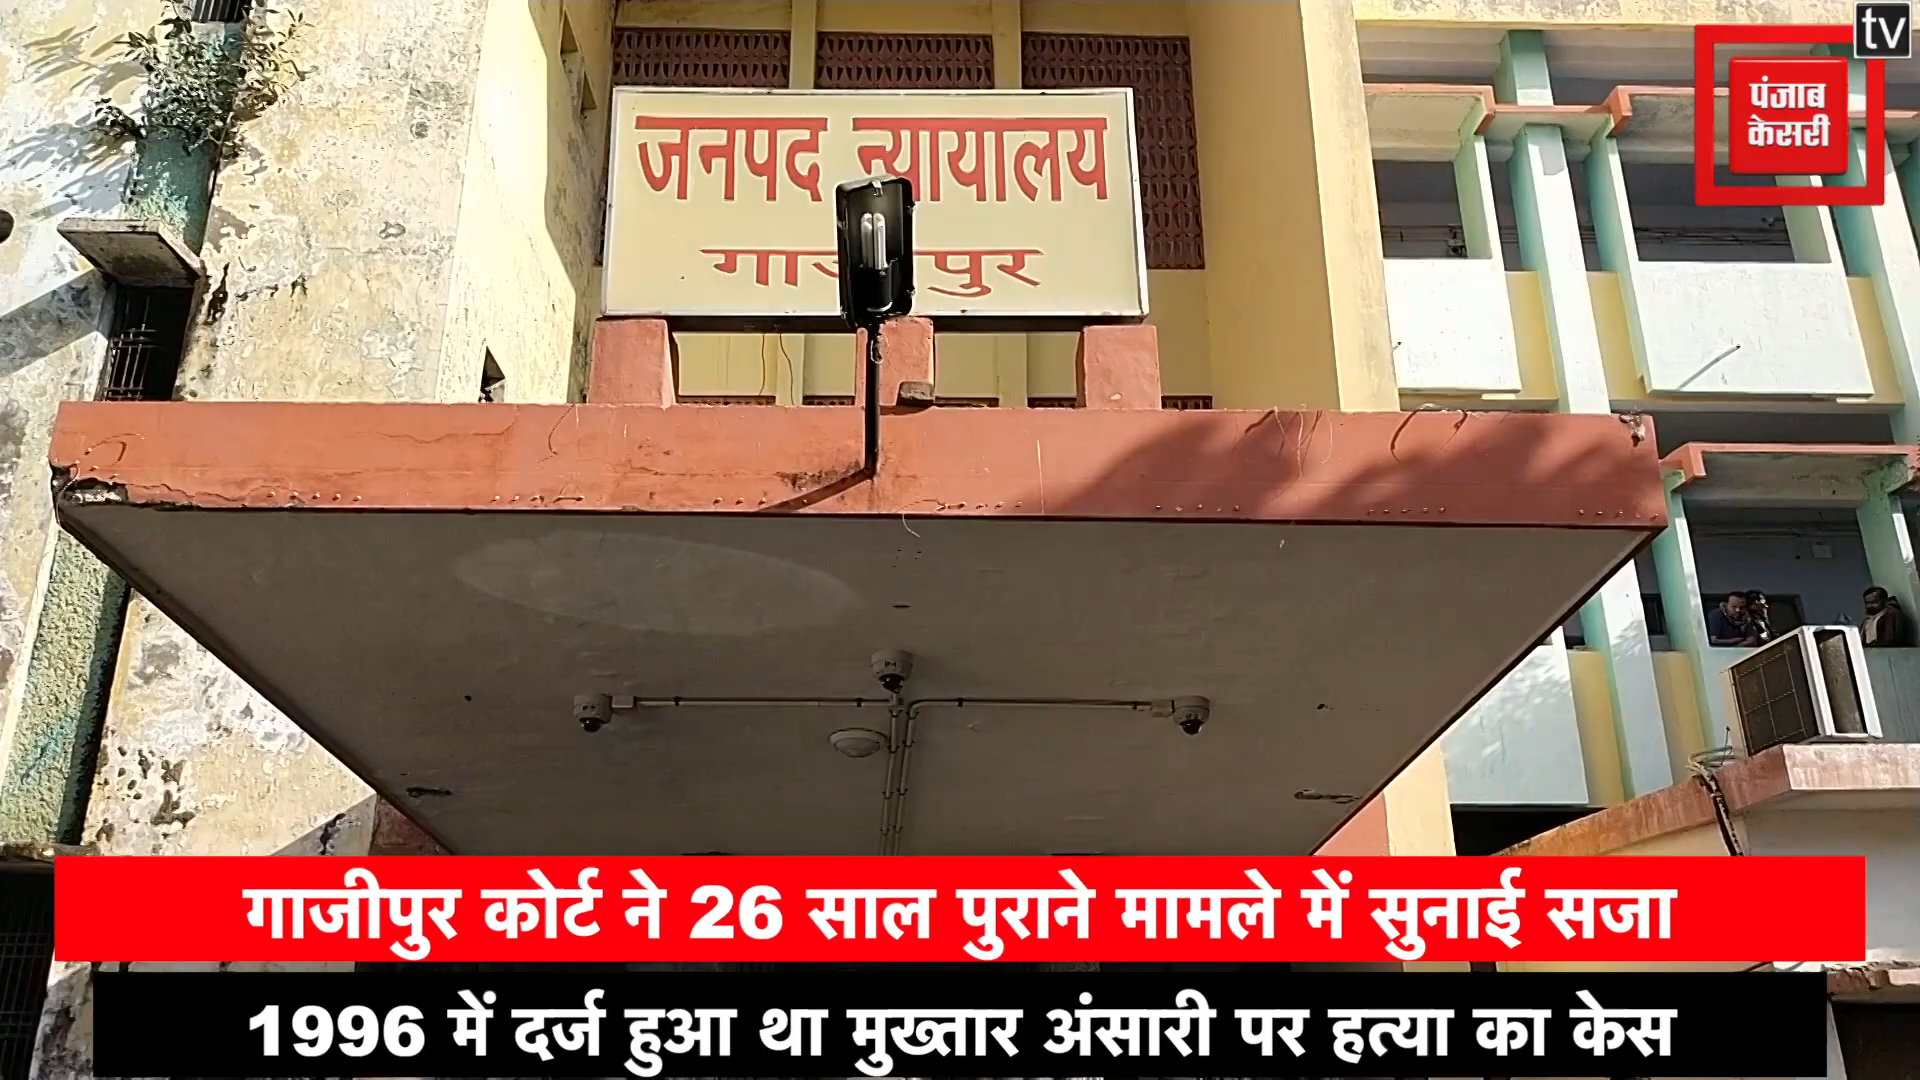 tv
पंजाब
केसरी
जनपद न्यायालय
गाजीपुर कोर्ट ने 26 साल पुराने मामले में सुनाई सजा
1996 में दर्ज हुआ था मुख्तार अंसारी पर हत्या का केस